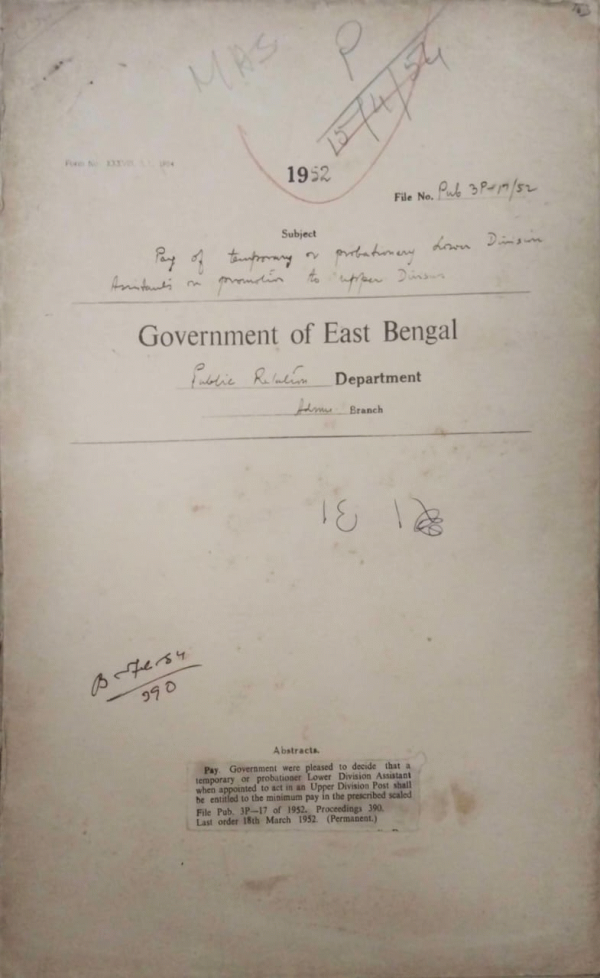 MAS P
15/4/54
1952
File No. Pub 3P-17/52
Subject
Pay of temporary or probationary Lower Division
Assistants on promotion to upper Division
Government of East Bengal
Public Relation Department
Admn. Branch
B-Feb-54
390
Abstracts.
Pay Government were pleased to decide that a
temporary or probationer Lower Division Assistant
when appointed to act in an Upper Division Post shall
be entitled to the minimum pay in the prescribed scaled
File Pub. 3P—17 of 1952. Proceedings 390.
Last order 18th March 1952. (Permanent.)